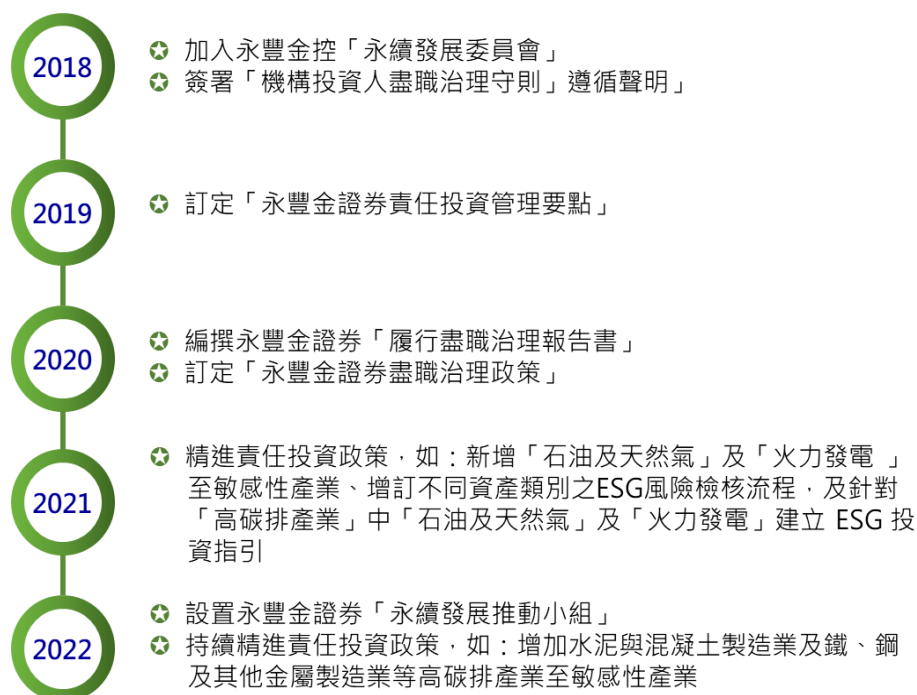 2018
✪ 加入永豐金控「永續發展委員會」
✪ 簽署「機構投資人盡職治理守則」遵循聲明」
2019
✪ 訂定「永豐金證券責任投資管理要點」
2020
✪ 編撰永豐金證券「履行盡職治理報告書」
✪ 訂定「永豐金證券盡職治理政策」
2021
✪ 精進責任投資政策，如：新增「石油及天然氣」及「火力發電 」
至敏感性產業、增訂不同資產類別之ESG風險檢核流程，及針對
「高碳排產業」中「石油及天然氣」及「火力發電」建立 ESG 投
資指引
2022
✪ 設置永豐金證券「永續發展推動小組」
✪ 持續精進責任投資政策，如：增加水泥與混凝土製造業及鐵、鋼
及其他金屬製造業等高碳排產業至敏感性產業